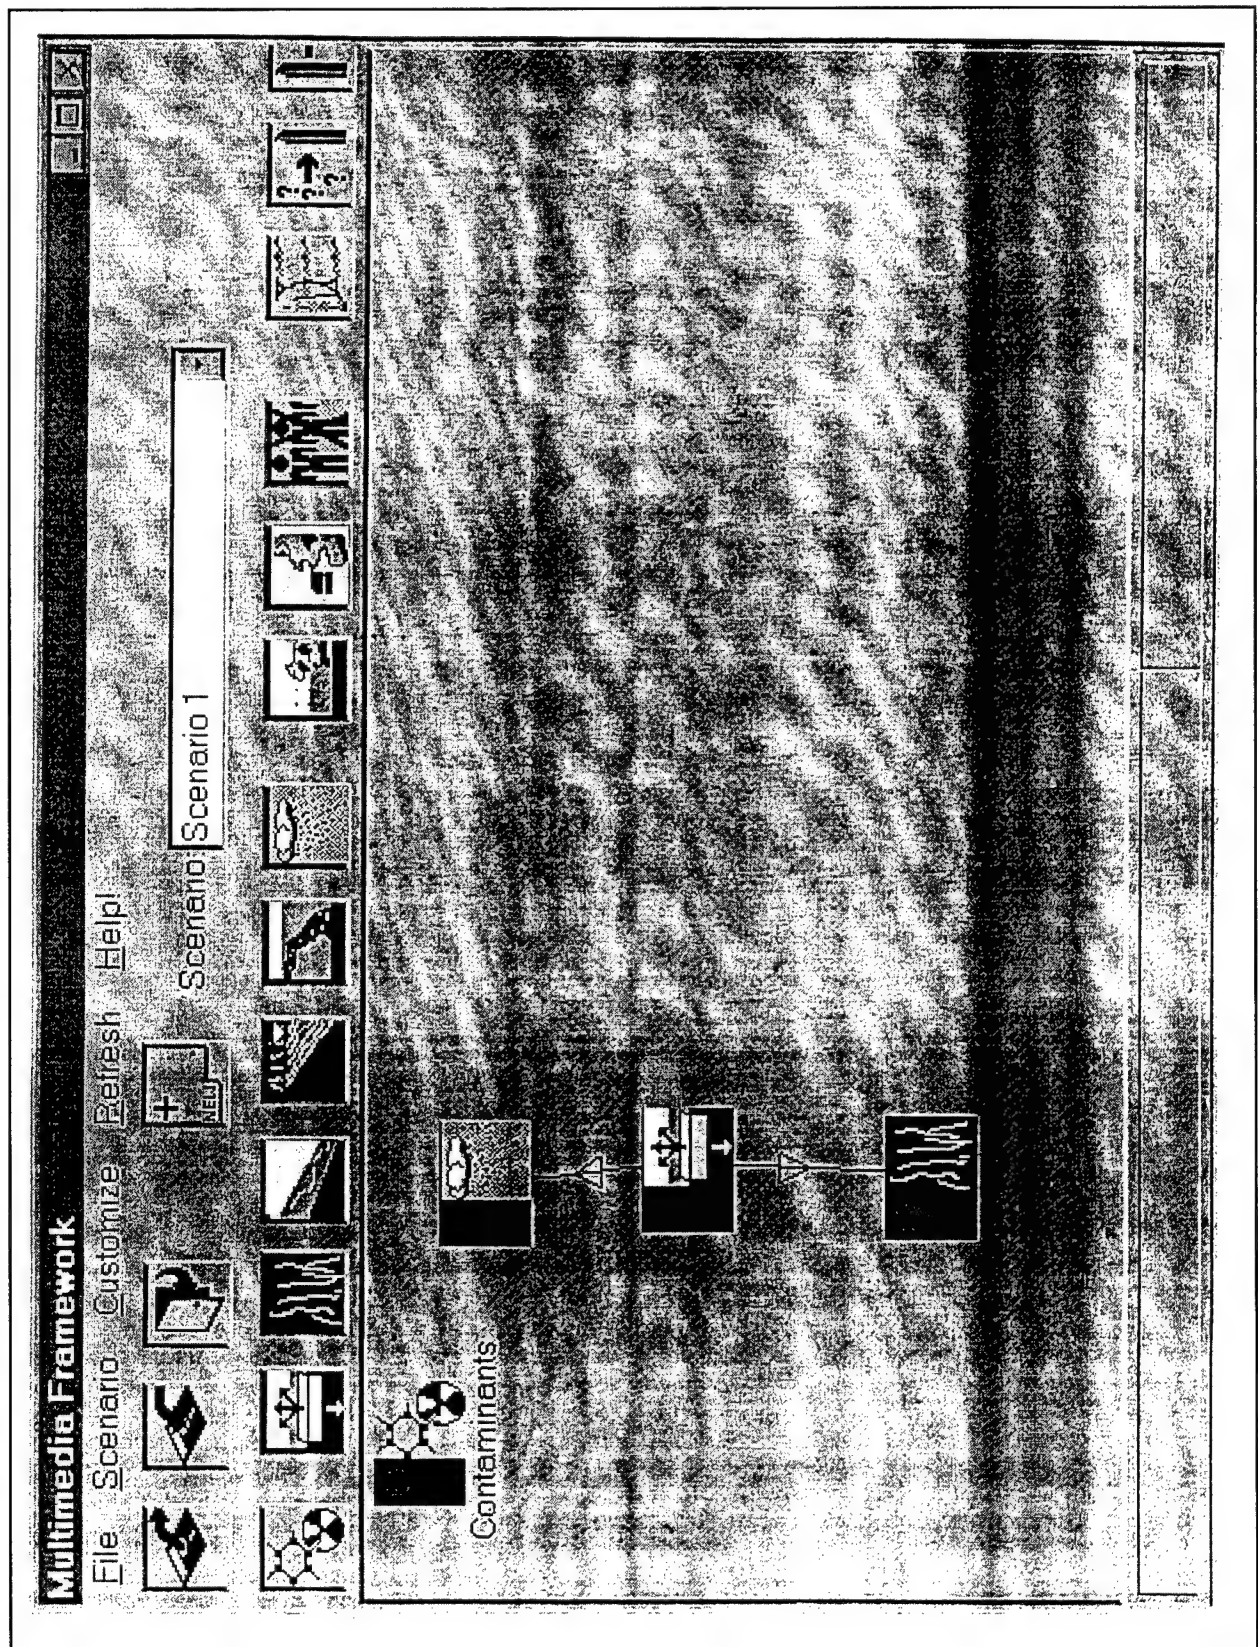 Multimedia Framework
File Scenario Customize Refresh Help!
NEW
Scenario: Scenario 1
? ? ? ?
Contaminants